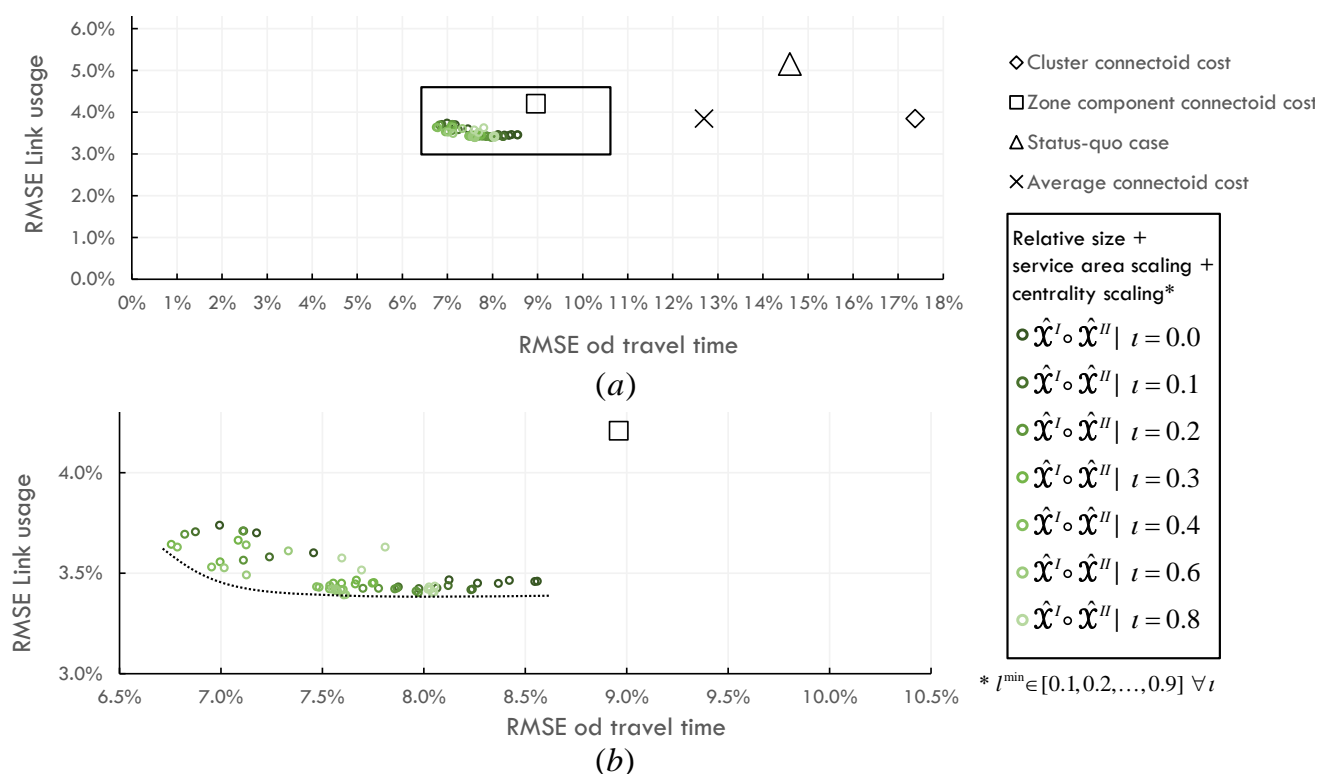 6.0%
5.0%
4.0%
3.0%
2.0%
1.0%
0.0%
RMSE Link usage
0% 1% 2% 3% 4% 5% 6% 7% 8% 9% 10% 11% 12% 13% 14% 15% 16% 17% 18%
RMSE od travel time
(a)
4.0%
3.5%
3.0%
RMSE Link usage
6.5% 7.0% 7.5% 8.0% 8.5% 9.0% 9.5% 10.0% 10.5%
RMSE od travel time
(b)
Cluster connectoid cost
Zone component connectoid cost
Status-quo case
Average connectoid cost
Relative size +
service area scaling +
centrality scaling*
𝔛̂ᴵ∘𝔛̂ᴵᴵ| ι = 0.0
𝔛̂ᴵ∘𝔛̂ᴵᴵ| ι = 0.1
𝔛̂ᴵ∘𝔛̂ᴵᴵ| ι = 0.2
𝔛̂ᴵ∘𝔛̂ᴵᴵ| ι = 0.3
𝔛̂ᴵ∘𝔛̂ᴵᴵ| ι = 0.4
𝔛̂ᴵ∘𝔛̂ᴵᴵ| ι = 0.6
𝔛̂ᴵ∘𝔛̂ᴵᴵ| ι = 0.8
* lᵐⁱⁿ∈[0.1,0.2,…,0.9] ∀ι